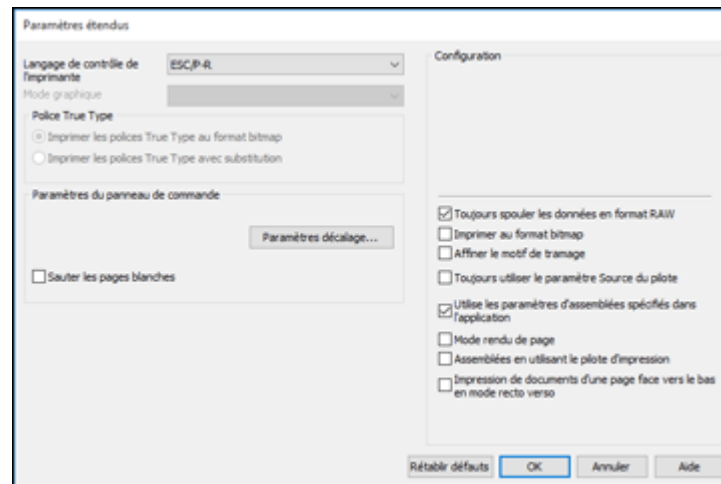 Paramètres étendus
Langage de contrôle de
l'imprimante
ESC/P-R
Mode graphique
Police True Type
Imprimer les polices True Type au format bitmap
Imprimer les polices True Type avec substitution
Paramètres du panneau de commande
Paramètres décalage...
Sauter les pages blanches
Configuration
Toujours spouler les données en format RAW
Imprimer au format bitmap
Affiner le motif de tramage
Toujours utiliser le paramètre Source du pilote
Utilise les paramètres d'assemblées spécifiés dans
l'application
Mode rendu de page
Assemblées en utilisant le pilote d'impression
Impression de documents d'une page face vers le bas
en mode recto verso
Rétablir défauts
OK
Annuler
Aide